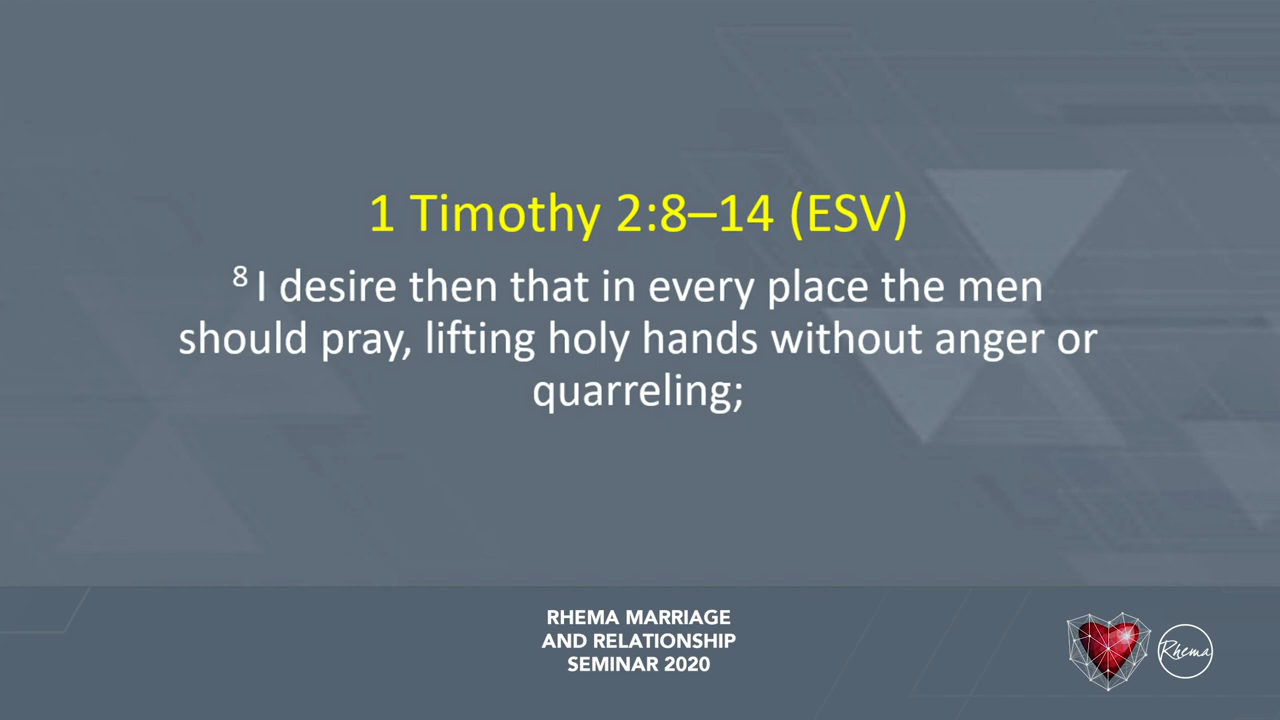 1 Timothy 2:8–14 (ESV)
8 I desire then that in every place the men
should pray, lifting holy hands without anger or
quarreling;
RHEMA MARRIAGE
AND RELATIONSHIP
SEMINAR 2020
Rhema